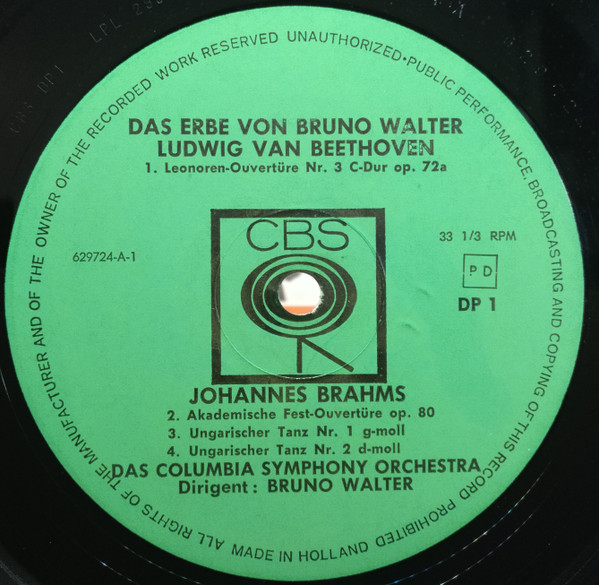 ALL RIGHTS OF THE MANUFACTURER AND OF THE OWNER OF THE RECORDED WORK RESERVED UNAUTHORIZED•PUBLIC PERFORMANCE, BROADCASTING AND COPYING OF THIS RECORD PROHIBITED
DAS ERBE VON BRUNO WALTER
LUDWIG VAN BEETHOVEN
1. Leonoren-Ouvertüre Nr. 3 C-Dur op. 72a
CBS
33 1/3 RPM
629724-A-1
PD
DP 1
JOHANNES BRAHMS
2. Akademische Fest-Ouvertüre op. 80
3. Ungarischer Tanz Nr. 1 g-moll
4. Ungarischer Tanz Nr. 2 d-moll
DAS COLUMBIA SYMPHONY ORCHESTRA
Dirigent: BRUNO WALTER
MADE IN HOLLAND